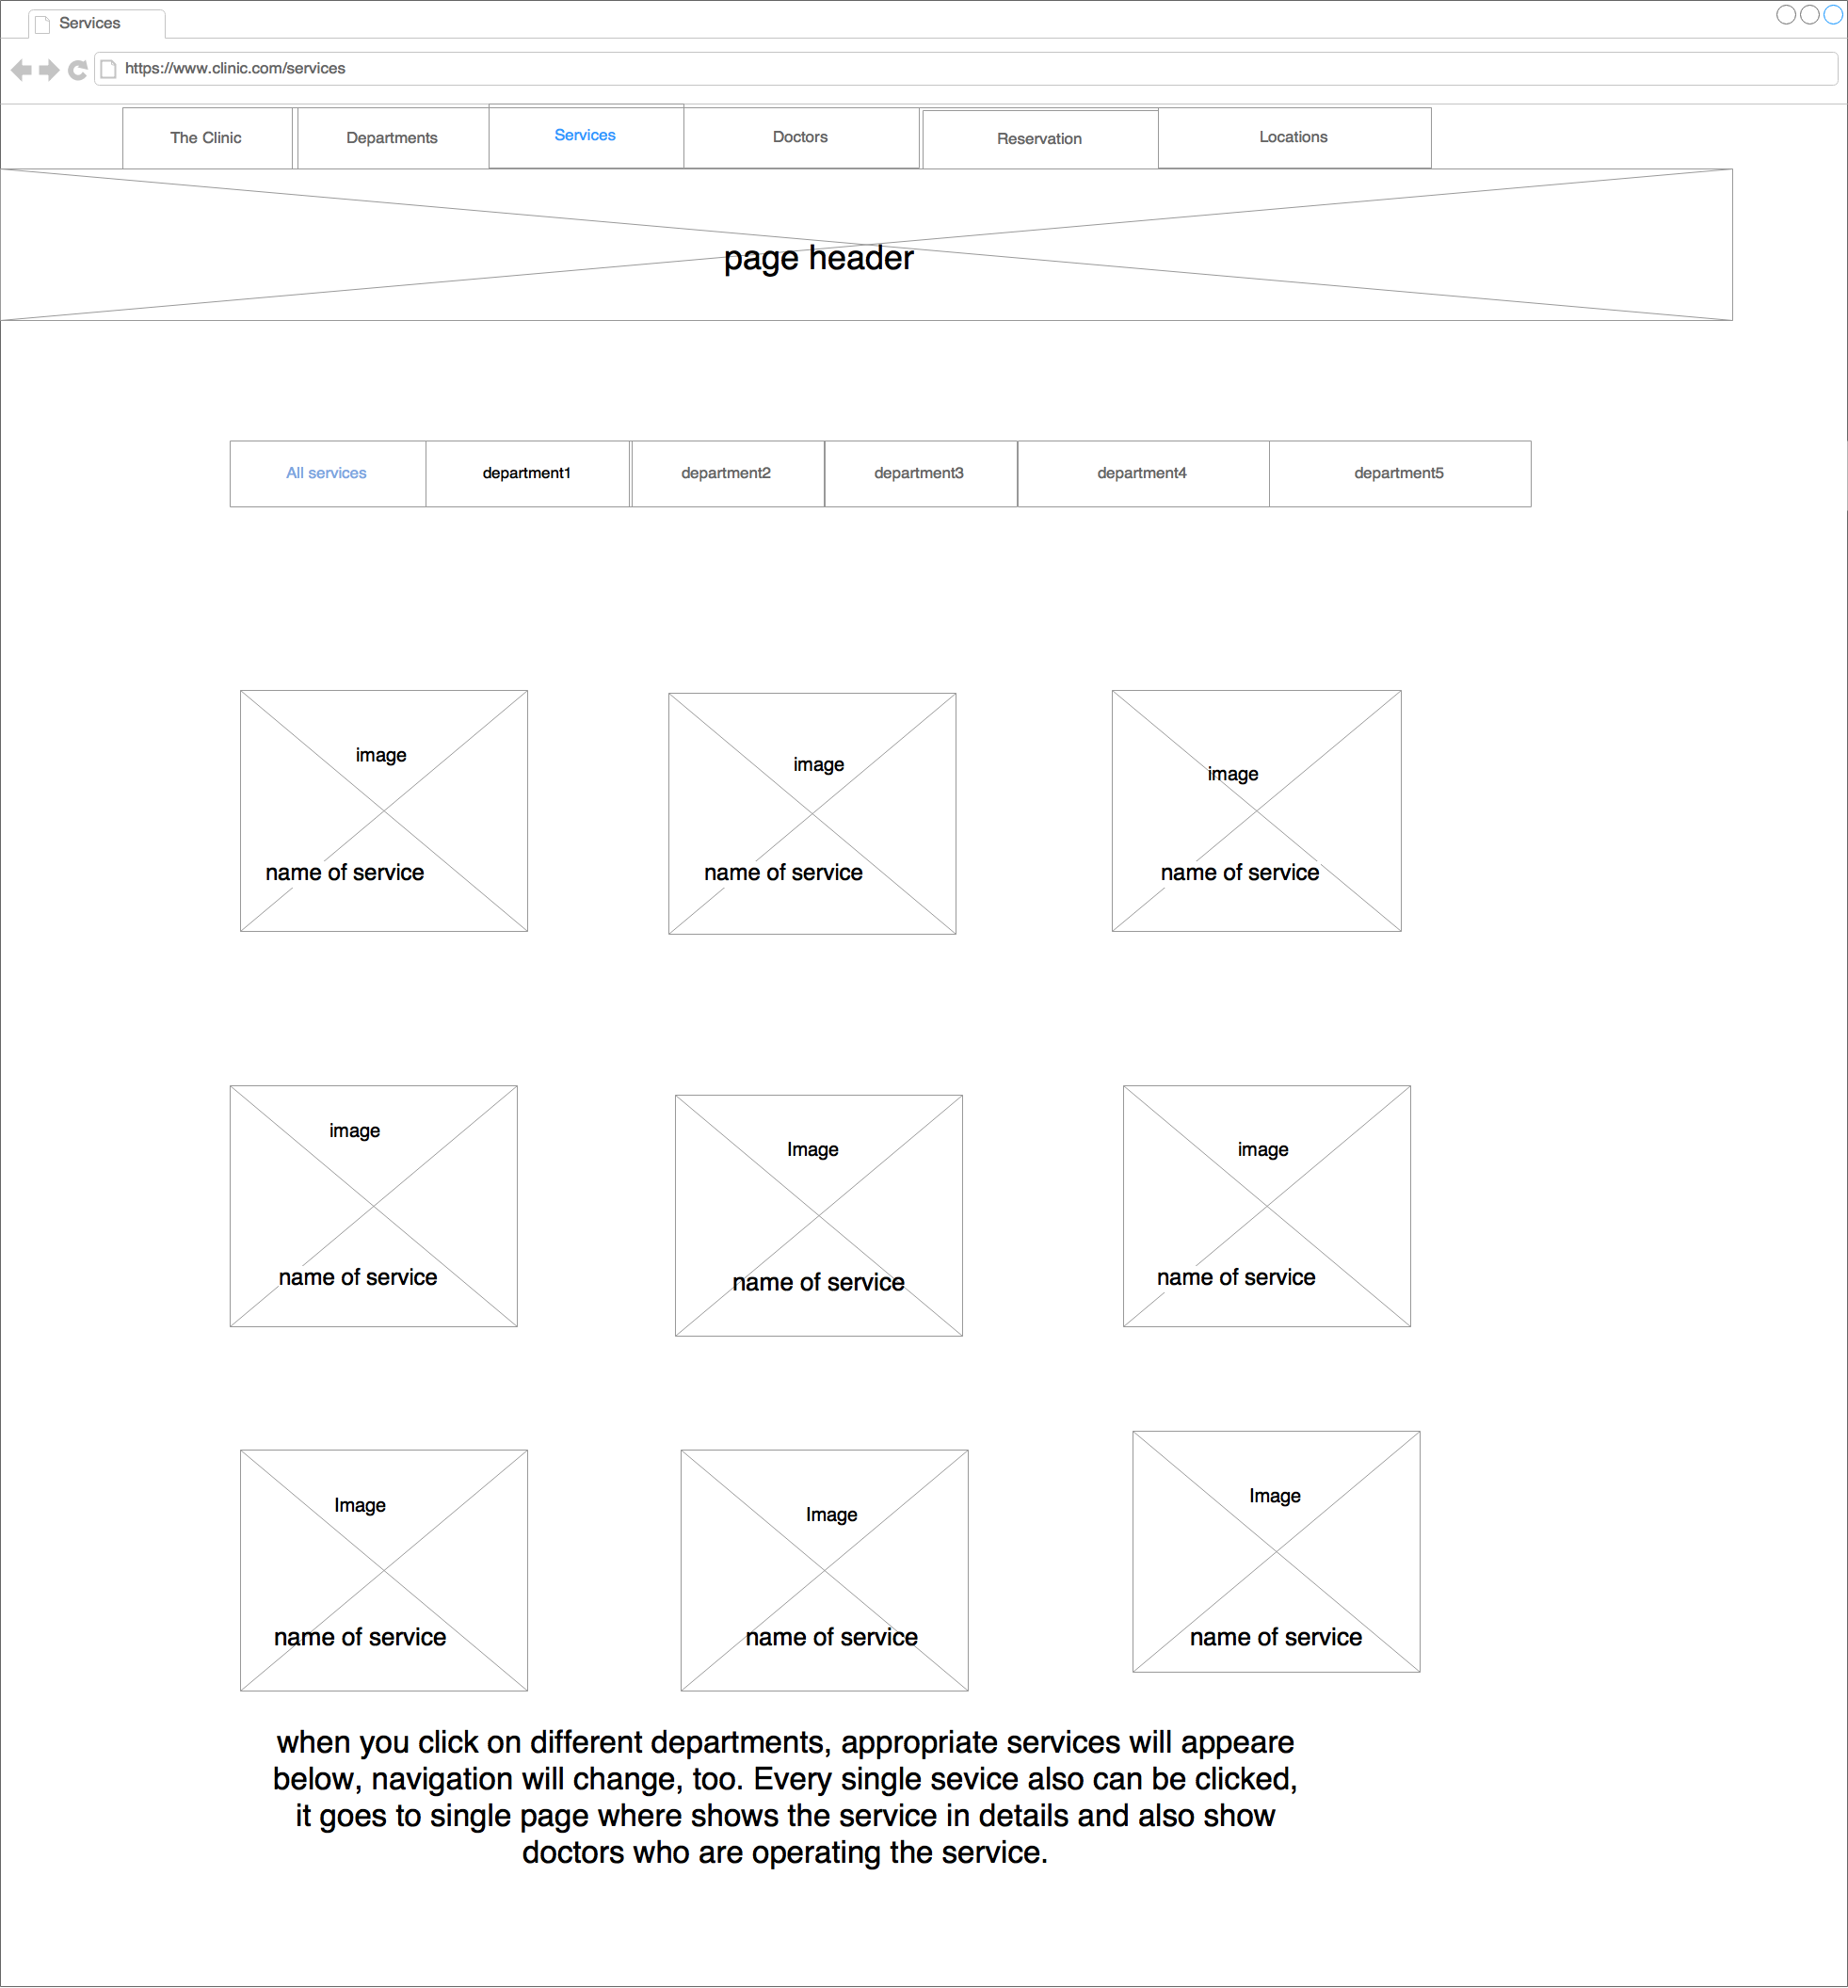 Services
https://www.clinic.com/services
The Clinic
Departments
Services
Doctors
Reservation
Locations
page header
All services
department1
department2
department3
department4
department5
image
image
image
name of service
name of service
name of service
image
Image
image
name of service
name of service
name of service
Image
Image
Image
name of service
name of service
name of service
when you click on different departments, appropriate services will appeare
below, navigation will change, too. Every single sevice also can be clicked,
it goes to single page where shows the service in details and also show
doctors who are operating the service.